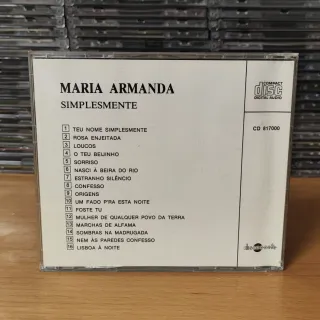 MARIA ARMANDA
SIMPLESMENTE
COMPACT
disc
DIGITAL AUDIO
CD 817000
1 TEU NOME SIMPLESMENTE
2 ROSA ENJEITADA
3 LOUCOS
4 O TEU BEIJINHO
5 SORRISO
6 NASCI À BEIRA DO RIO
7 ESTRANHO SILÊNCIO
8 CONFESSO
9 ORIGENS
10 UM FADO P'RA ESTA NOITE
11 FOSTE TU
12 MULHER DE QUALQUER POVO DA TERRA
13 MARCHAS DE ALFAMA
14 SOMBRAS NA MADRUGADA
15 NEM ÀS PAREDES CONFESSO
16 LISBOA À NOITE